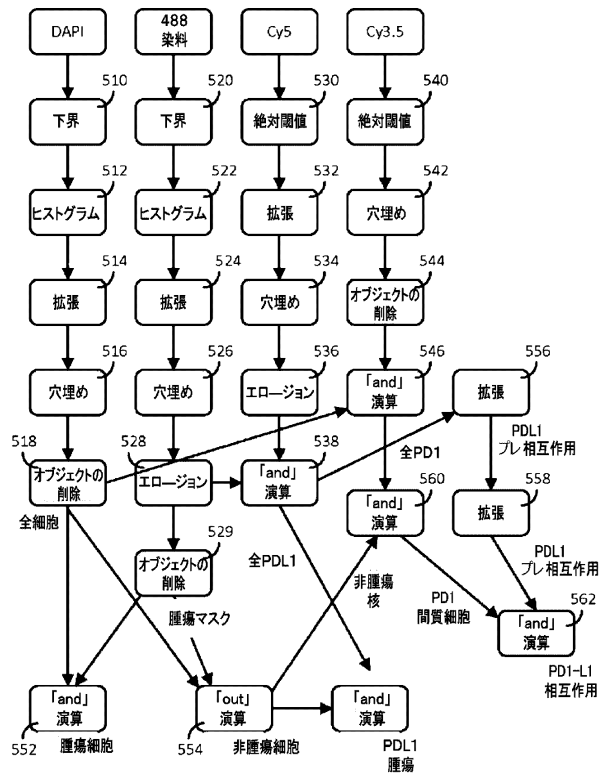 DAPI
488
染料
Cy5
Cy3.5
510
520
530
540
下界
下界
絶対閾値
絶対閾値
512
522
532
542
ヒストグラム
ヒストグラム
拡張
穴埋め
514
524
534
544
拡張
拡張
穴埋め
オブジェクトの
削除
516
526
536
546
556
穴埋め
穴埋め
エロージョン
「and」
演算
拡張
518
528
538
全PD1
PDL1
プレ相互作用
560
558
オブジェクトの
削除
エロージョン
「and」
演算
「and」
演算
拡張
全細胞
529
オブジェクトの
削除
全PDL1
非腫瘍
核
PD1
間質細胞
PDL1
プレ相互作用
腫瘍マスク
562
「and」
演算
PD1-L1
相互作用
「and」
演算
「out」
演算
「and」
演算
552
腫瘍細胞
554
非腫瘍細胞
PDL1
腫瘍